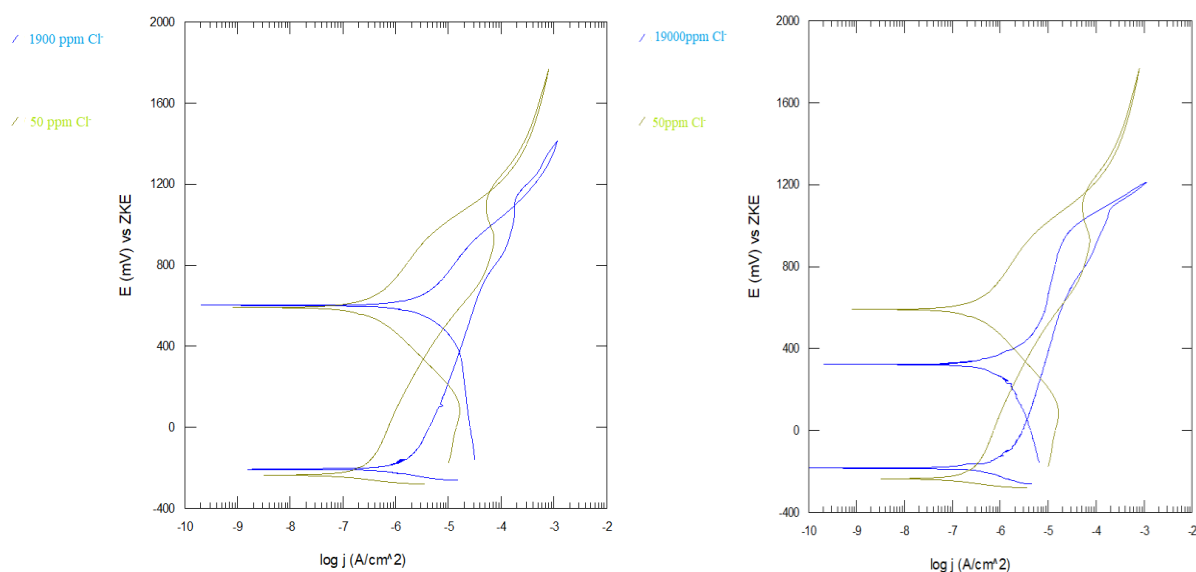 1900 ppm Cl-
50 ppm Cl-
2000
1600
1200
800
400
0
-400
E (mV) vs ZKE
-10 -9 -8 -7 -6 -5 -4 -3 -2
log j (A/cm^2)
19000ppm Cl-
50ppm Cl-
2000
1600
1200
800
400
0
-400
E (mV) vs ZKE
-10 -9 -8 -7 -6 -5 -4 -3 -2
log j (A/cm^2)